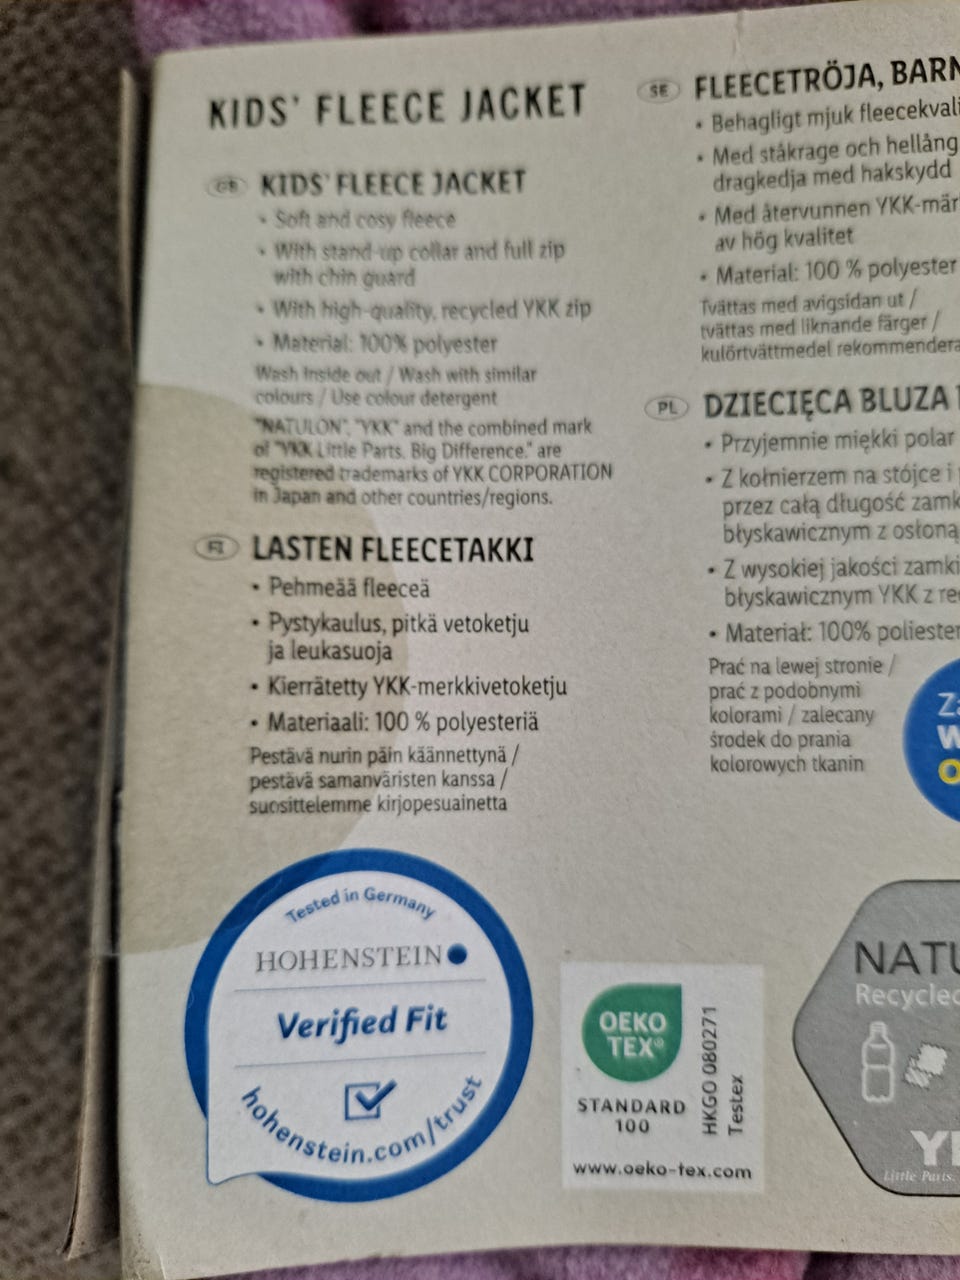 KIDS' FLEECE JACKET
GB KIDS' FLEECE JACKET
• Soft and cosy fleece
• With stand-up collar and full zip
with chin guard
• With high-quality, recycled YKK zip
• Material: 100% polyester
Wash inside out / Wash with similar
colours / Use colour detergent
"NATULON", "YKK" and the combined mark
of "YKK Little Parts. Big Difference." are
registered trademarks of YKK CORPORATION
in Japan and other countries/regions.
FI LASTEN FLEECETAKKI
• Pehmeää fleeceä
• Pystykaulus, pitkä vetoketju
ja leukasuoja
• Kierrätetty YKK-merkkivetoketju
• Materiaali: 100 % polyesteriä
Pestävä nurin päin käännettynä /
pestävä samanväristen kanssa /
suosittelemme kirjopesuainetta
SE FLEECETRÖJA, BARN
• Behagligt mjuk fleecekvali
• Med ståkrage och hellång
dragkedja med hakskydd
• Med återvunnen YKK-mär
av hög kvalitet
• Material: 100 % polyester
Tvättas med avigsidan ut /
tvättas med liknande färger /
kulörtvättmedel rekommendera
PL DZIECIĘCA BLUZA
• Przyjemnie miękki polar
• Z kołnierzem na stójce i
przez całą długość zamk
błyskawicznym z osłoną
• Z wysokiej jakości zamki
błyskawicznym YKK z re
• Materiał: 100% poliester
Prać na lewej stronie /
prać z podobnymi
kolorami / zalecany
środek do prania
kolorowych tkanin
Za
W
O
Tested in Germany
HOHENSTEIN
Verified Fit
hohenstein.com/trust
OEKO
TEX®
STANDARD
100
HKGO 080271
Testex
www.oeko-tex.com
NATU
Recycled
YK
Little Parts.